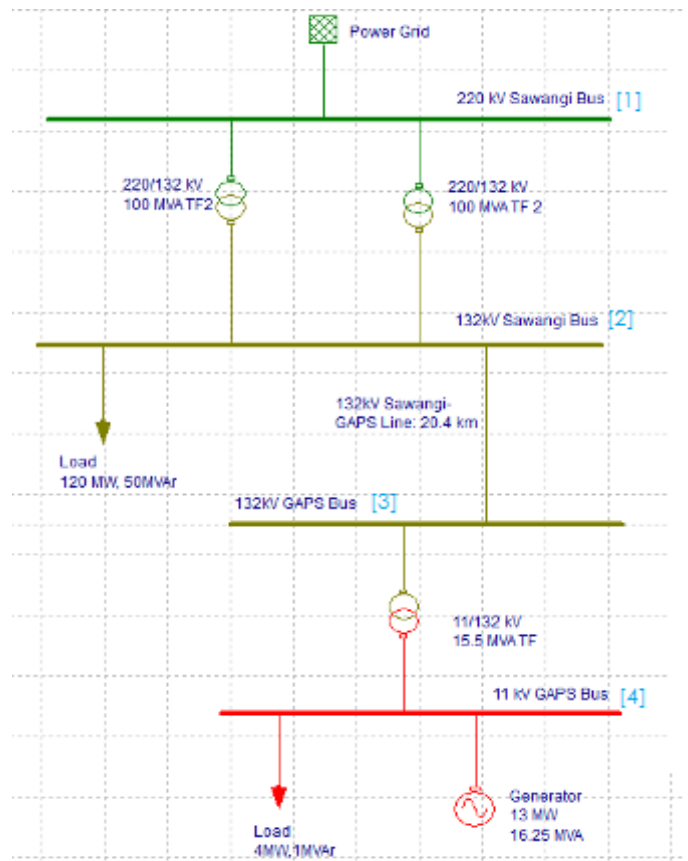 Power Grid
220 kV Sawangi Bus [1]
220/132 kV
100 MVA TF2
220/132 kV
100 MVA TF 2
132kV Sawangi Bus [2]
132kV Sawangi-
GAPS Line: 20.4 km
Load
120 MW, 50MVAr
132kV GAPS Bus [3]
11/132 kV
15.5 MVA TF
11 kV GAPS Bus [4]
Generator
13 MW
16.25 MVA
Load
4MW,1MVAr